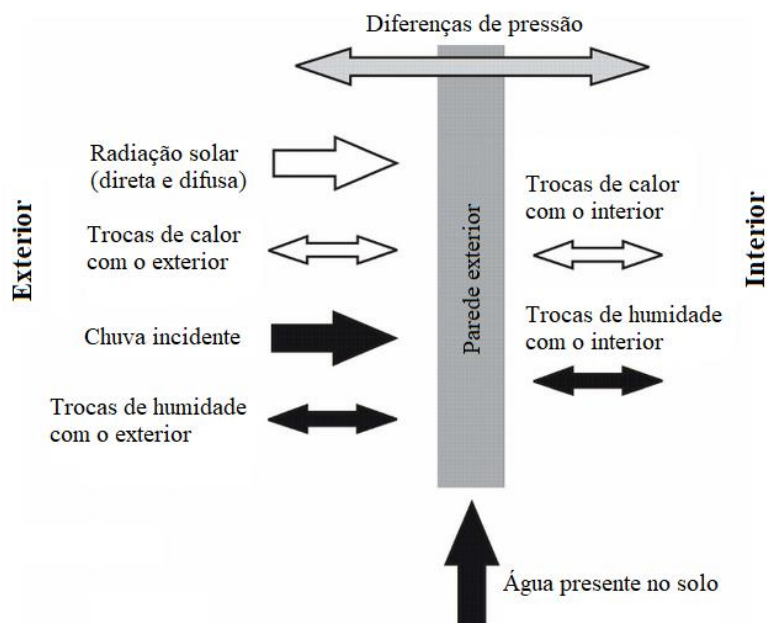 Diferenças de pressão
Radiação solar
(direta e difusa)
Trocas de calor
com o exterior
Chuva incidente
Trocas de humidade
com o exterior
Exterior
Parede exterior
Trocas de calor
com o interior
Trocas de humidade
com o interior
Interior
Água presente no solo